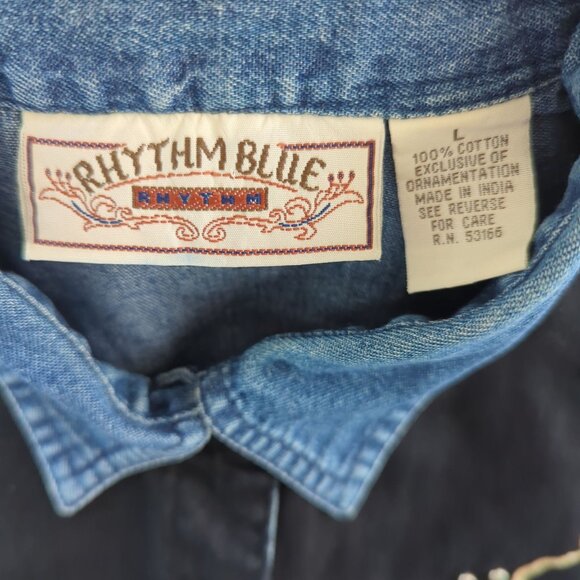 RHYTHM BLUE
RHYTHM
L
100% COTTON
EXCLUSIVE OF
ORNAMENTATION
MADE IN INDIA
SEE REVERSE
FOR CARE
R.N. 53166